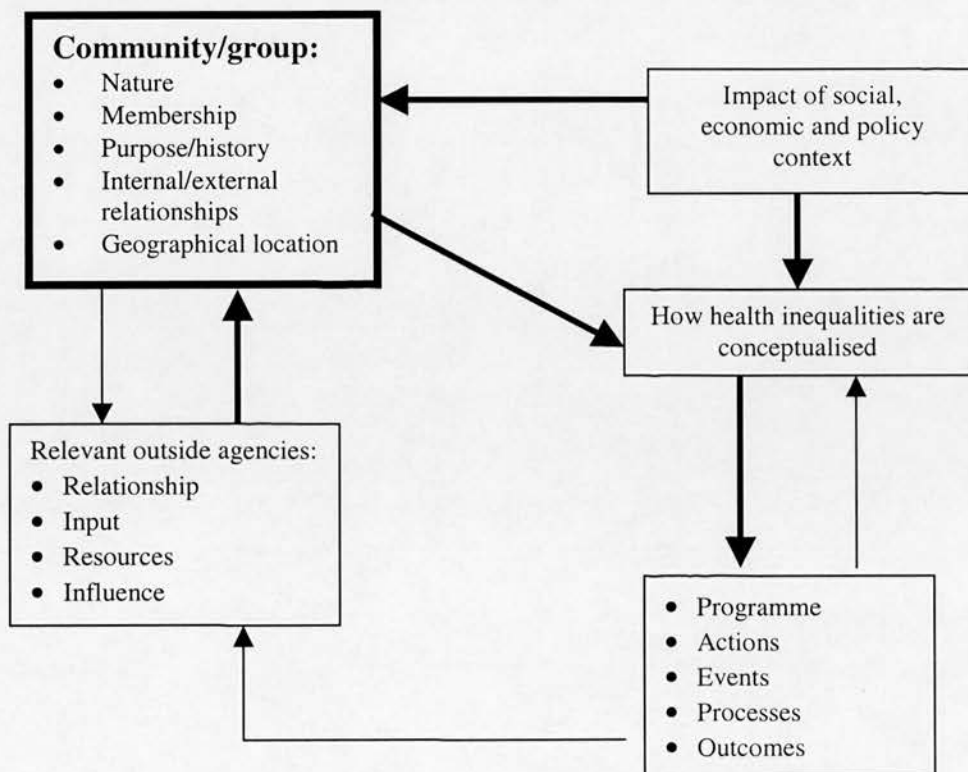 Community/group:
• Nature
• Membership
• Purpose/history
• Internal/external
relationships
• Geographical location
Impact of social,
economic and policy
context
How health inequalities are
conceptualised
Relevant outside agencies:
• Relationship
• Input
• Resources
• Influence
• Programme
• Actions
• Events
• Processes
• Outcomes